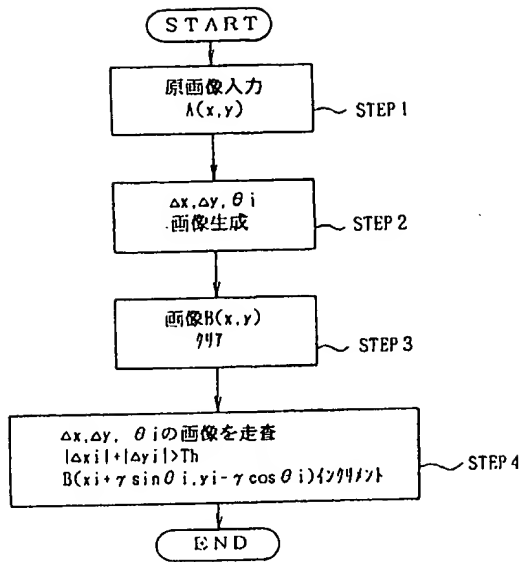 START
原画像入力
A(x,y)
STEP 1
Δx,Δy,θi
画像生成
STEP 2
画像B(x,y)
クリア
STEP 3
Δx,Δy, θiの画像を走査
|Δxi|+|Δyi|>Th
B(xi+γsinθi,yi-γcosθi)インクリメント
STEP 4
END